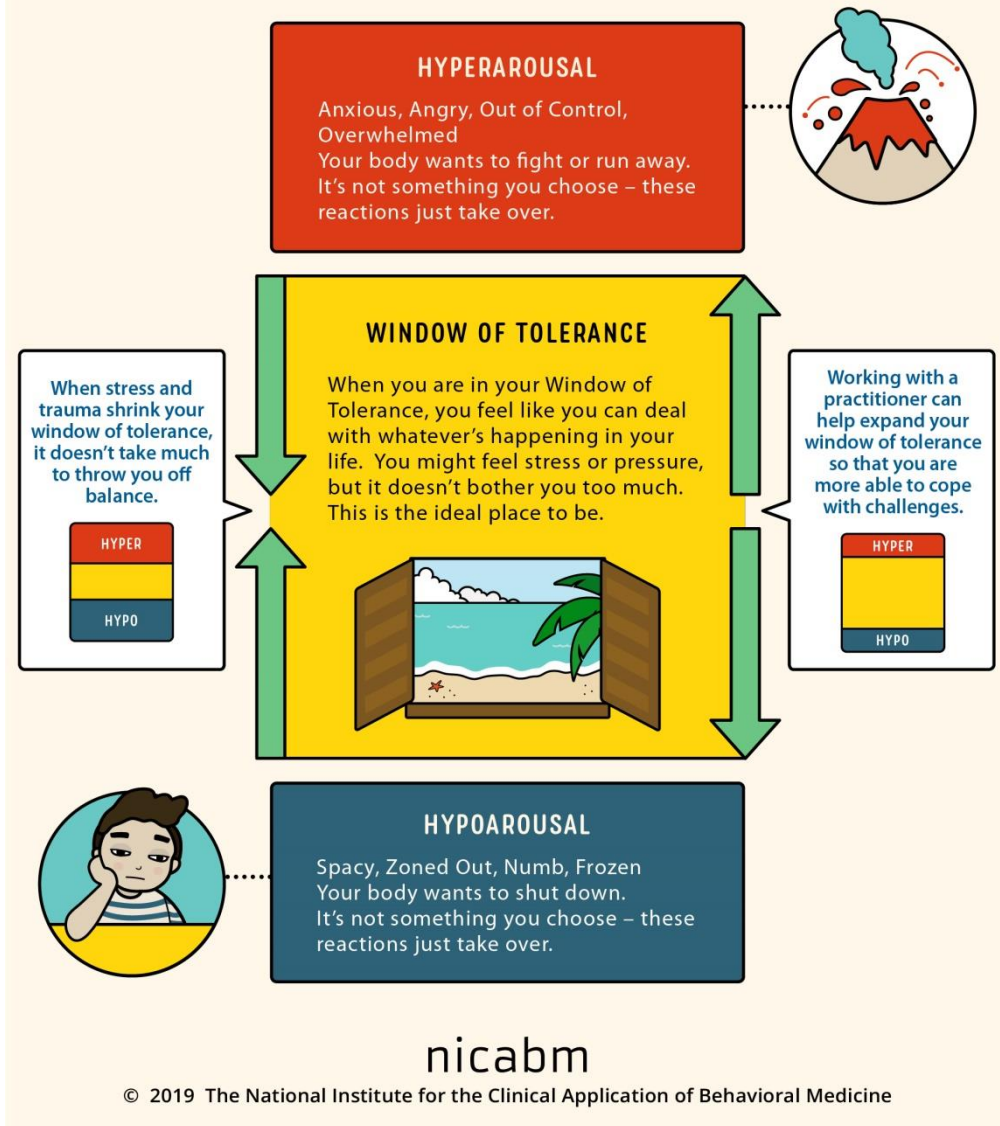 HYPERAROUSAL
Anxious, Angry, Out of Control,
Overwhelmed
Your body wants to fight or run away.
It’s not something you choose – these
reactions just take over.
WINDOW OF TOLERANCE
When you are in your Window of
Tolerance, you feel like you can deal
with whatever’s happening in your
life.  You might feel stress or pressure,
but it doesn’t bother you too much.
This is the ideal place to be.
When stress and
trauma shrink your
window of tolerance,
it doesn’t take much
to throw you off
balance.
HYPER
HYPO
Working with a
practitioner can
help expand your
window of tolerance
so that you are
more able to cope
with challenges.
HYPER
HYPO
HYPOAROUSAL
Spacy, Zoned Out, Numb, Frozen
Your body wants to shut down.
It’s not something you choose – these
reactions just take over.
nicabm
© 2019 The National Institute for the Clinical Application of Behavioral Medicine